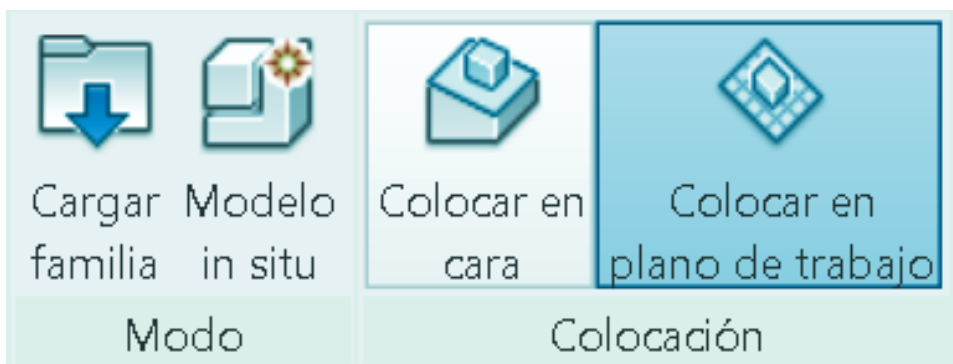 Cargar familia
Modelo in situ
Colocar en cara
Colocar en plano de trabajo
Modo
Colocación